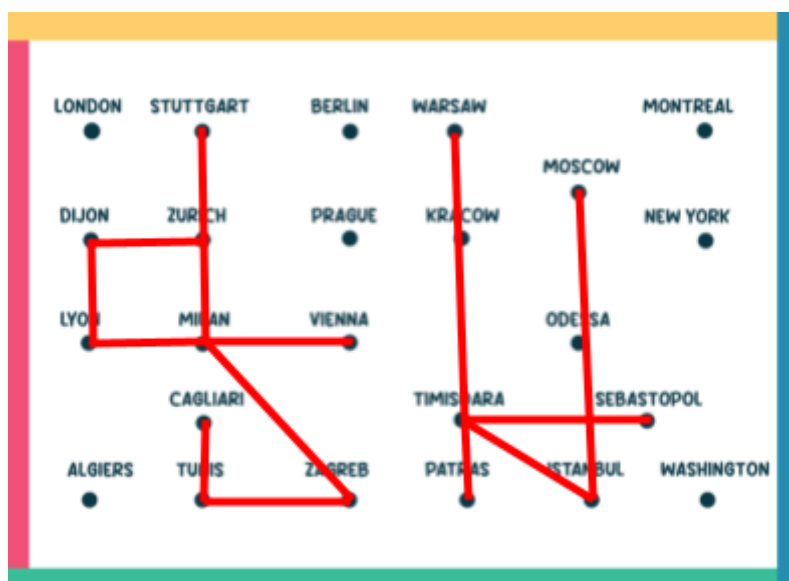 LONDON STUTTGART BERLIN WARSAW MONTREAL
MOSCOW
DIJON ZURICH PRAGUE KRACOW NEW YORK
LYON MILAN VIENNA ODESSA
CAGLIARI TIMISOARA SEBASTOPOL
ALGIERS TUNIS ZAGREB PATRAS ISTANBUL WASHINGTON